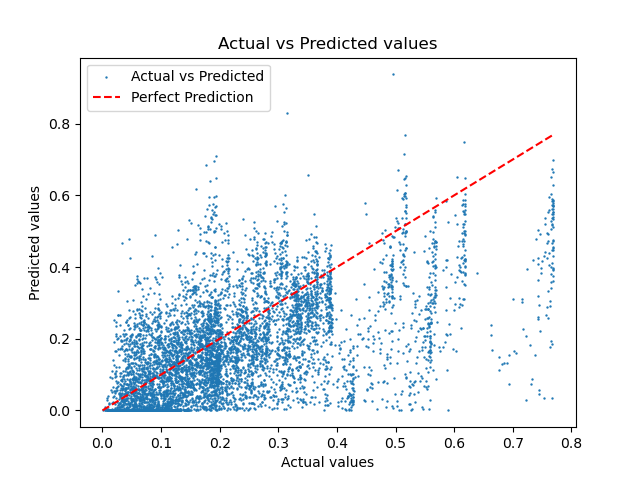 Actual vs Predicted values
Actual vs Predicted
Perfect Prediction
Predicted values
0.8
0.6
0.4
0.2
0.0
0.0 0.1 0.2 0.3 0.4 0.5 0.6 0.7 0.8
Actual values